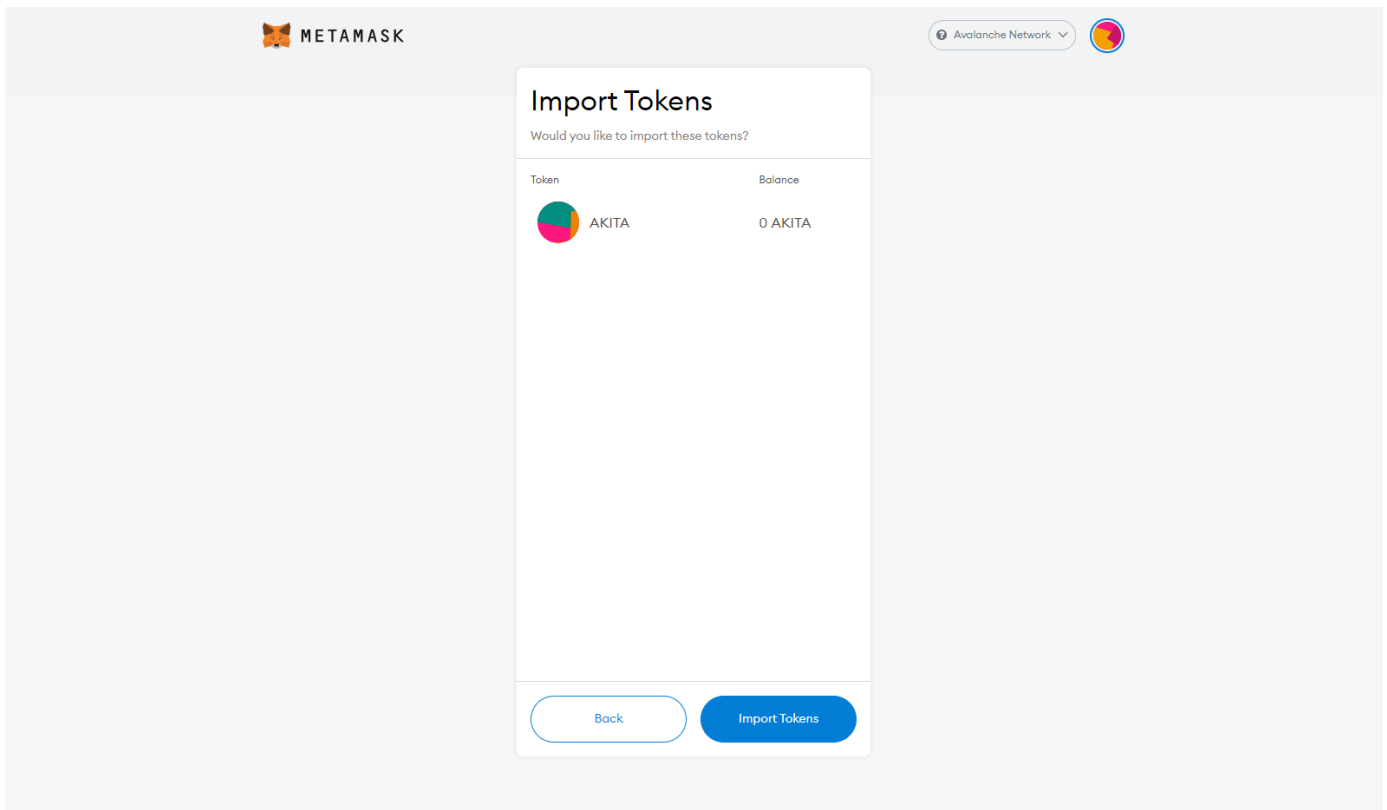 METAMASK
Avalanche Network
Import Tokens
Would you like to import these tokens?
Token Balance
AKITA 0 AKITA
Back Import Tokens